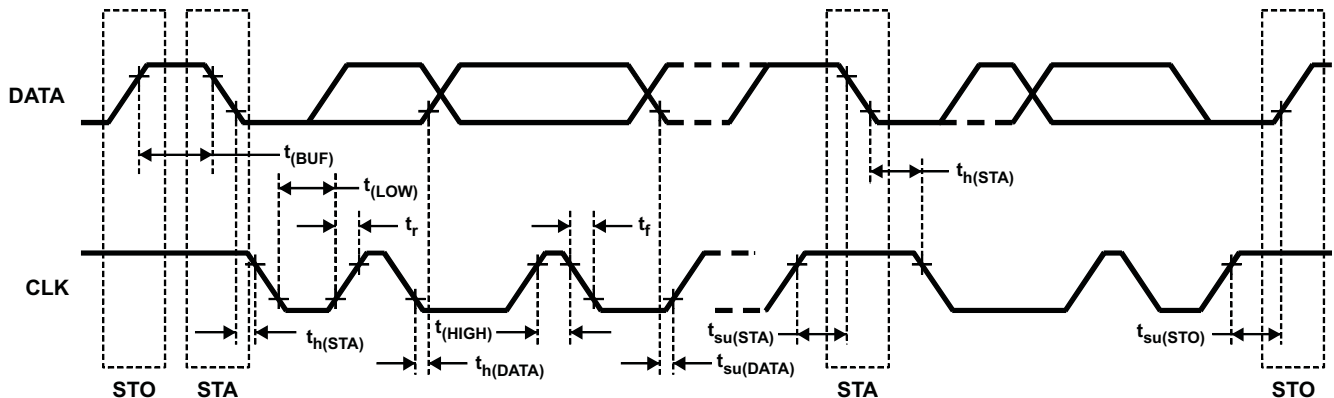 DATA
t(BUF)
t(LOW)
th(STA)
tr
tf
CLK
th(STA)
t(HIGH)
th(DATA)
tsu(DATA)
tsu(STA)
tsu(STO)
STO
STA
STA
STO